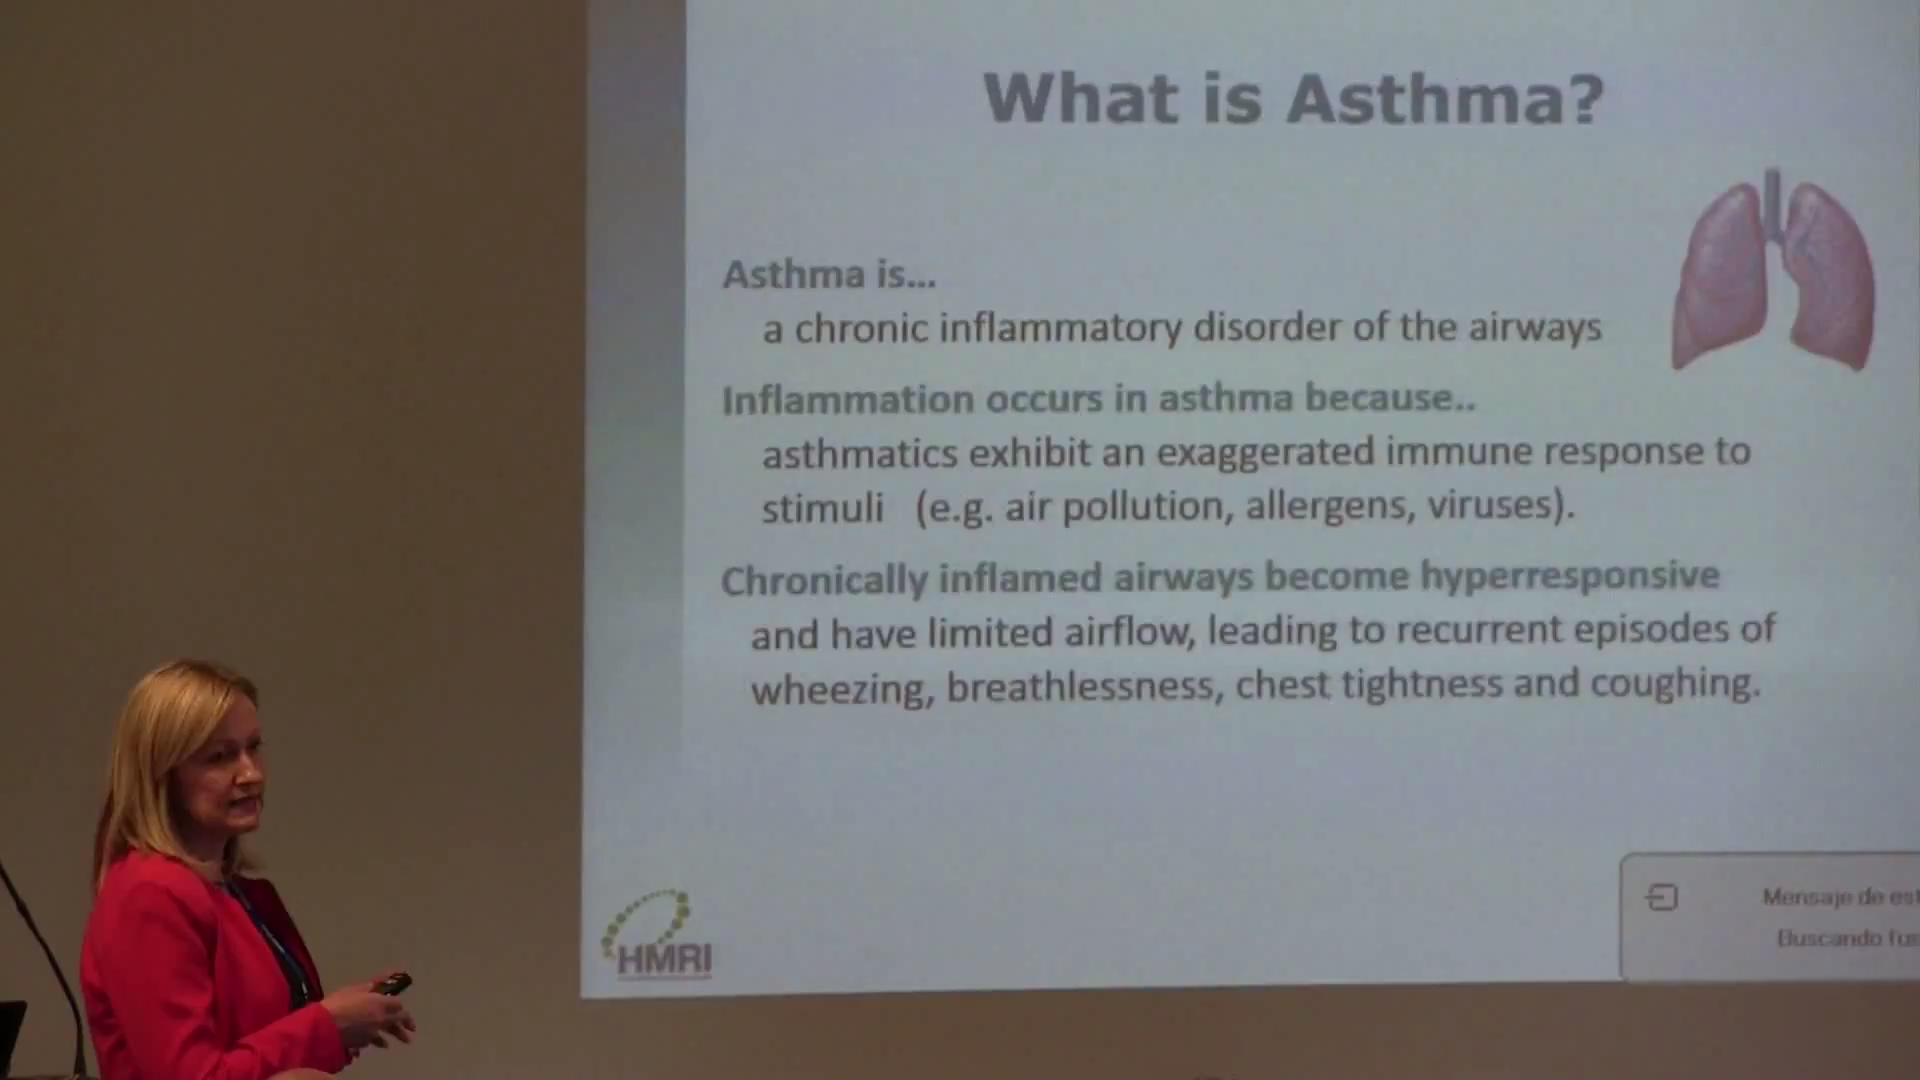 What is Asthma?
Asthma is...
a chronic inflammatory disorder of the airways
Inflammation occurs in asthma because..
asthmatics exhibit an exaggerated immune response to
stimuli (e.g. air pollution, allergens, viruses).
Chronically inflamed airways become hyperresponsive
and have limited airflow, leading to recurrent episodes of
wheezing, breathlessness, chest tightness and coughing.
HMRI
Mensaje de
Buscando